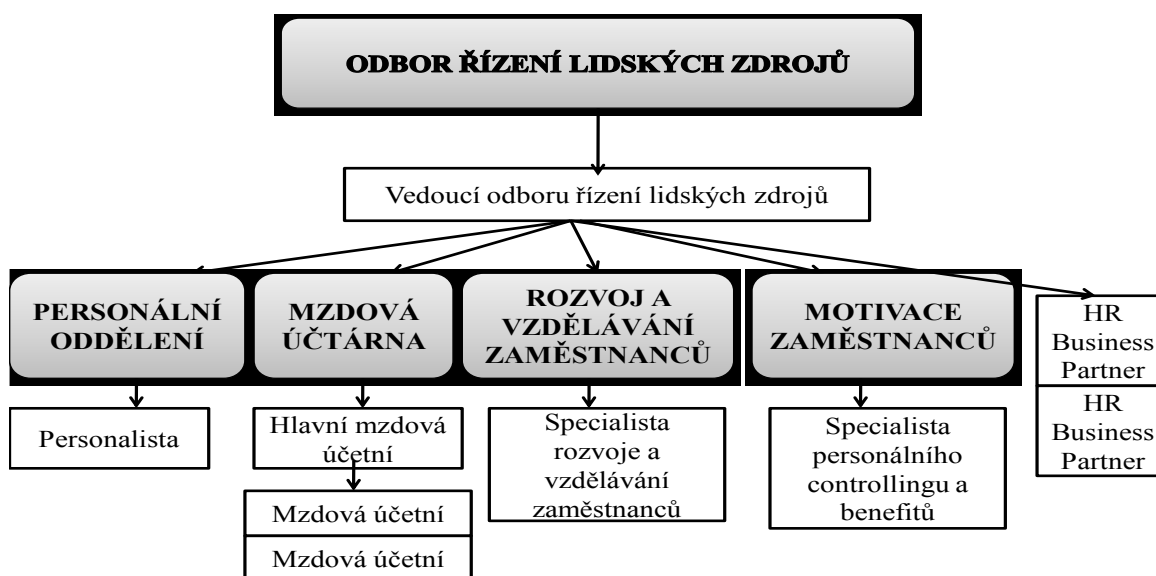 ODBOR ŘÍZENÍ LIDSKÝCH ZDROJŮ
Vedoucí odboru řízení lidských zdrojů
PERSONÁLNÍ
ODDĚLENÍ
MZDOVÁ
ÚČTÁRNA
ROZVOJ A
VZDĚLÁVÁNÍ
ZAMĚSTNANCŮ
MOTIVACE
ZAMĚSTNANCŮ
HR
Business
Partner
HR
Business
Partner
Personalista
Hlavní mzdová
účetní
Mzdová účetní
Mzdová účetní
Specialista
rozvoje a
vzdělávání
zaměstnanců
Specialista
personálního
controllingu a
benefitů